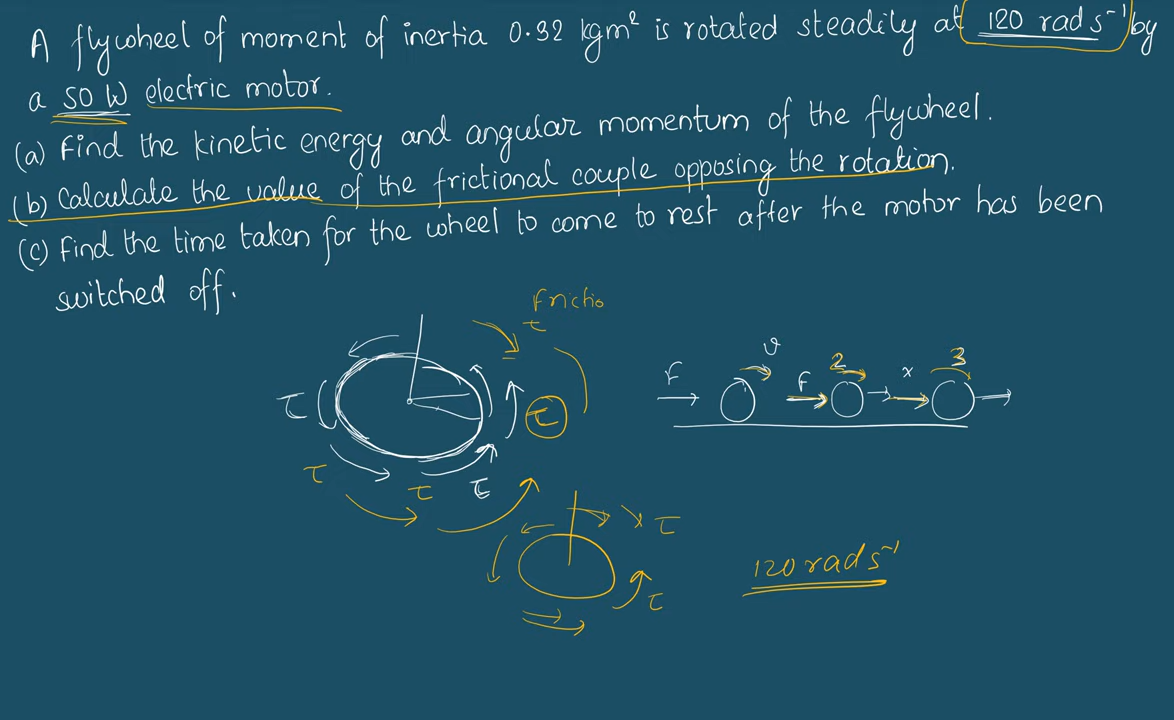 A flywheel of moment of inertia 0.32 kgm² is rotated steadily at 120 rad s⁻¹ by
a 50 W electric motor.
(a) Find the kinetic energy and angular momentum of the flywheel.
(b) Calculate the value of the frictional couple opposing the rotation.
(c) Find the time taken for the wheel to come to rest after the motor has been
switched off.
Frictio
τ
F v F 2 x 3
τ τ
τ τ τ
τ
τ
120 rad s⁻¹